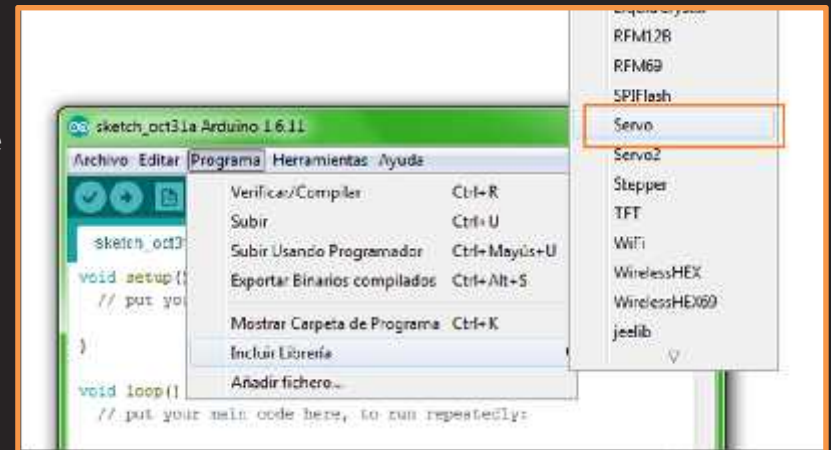 RFM12B
RFM69
SPIFlash
Servo
Servo2
Stepper
TFT
WiFi
WirelessHEX
WirelessHEX69
jeelib
sketch_oct31a Arduino 1.6.11
Archivo Editar Programa Herramientas Ayuda
Verificar/Compilar Ctrl+R
Subir Ctrl+U
Subir Usando Programador Ctrl+Mayús+U
Exportar Binarios compilados Ctrl+Alt+S
Mostrar Carpeta de Programa Ctrl+K
Incluir Librería
Añadir fichero...
sketch_oct3
void setup()
// put you
}
void loop()
// put your main code here, to run repeatedly:
e